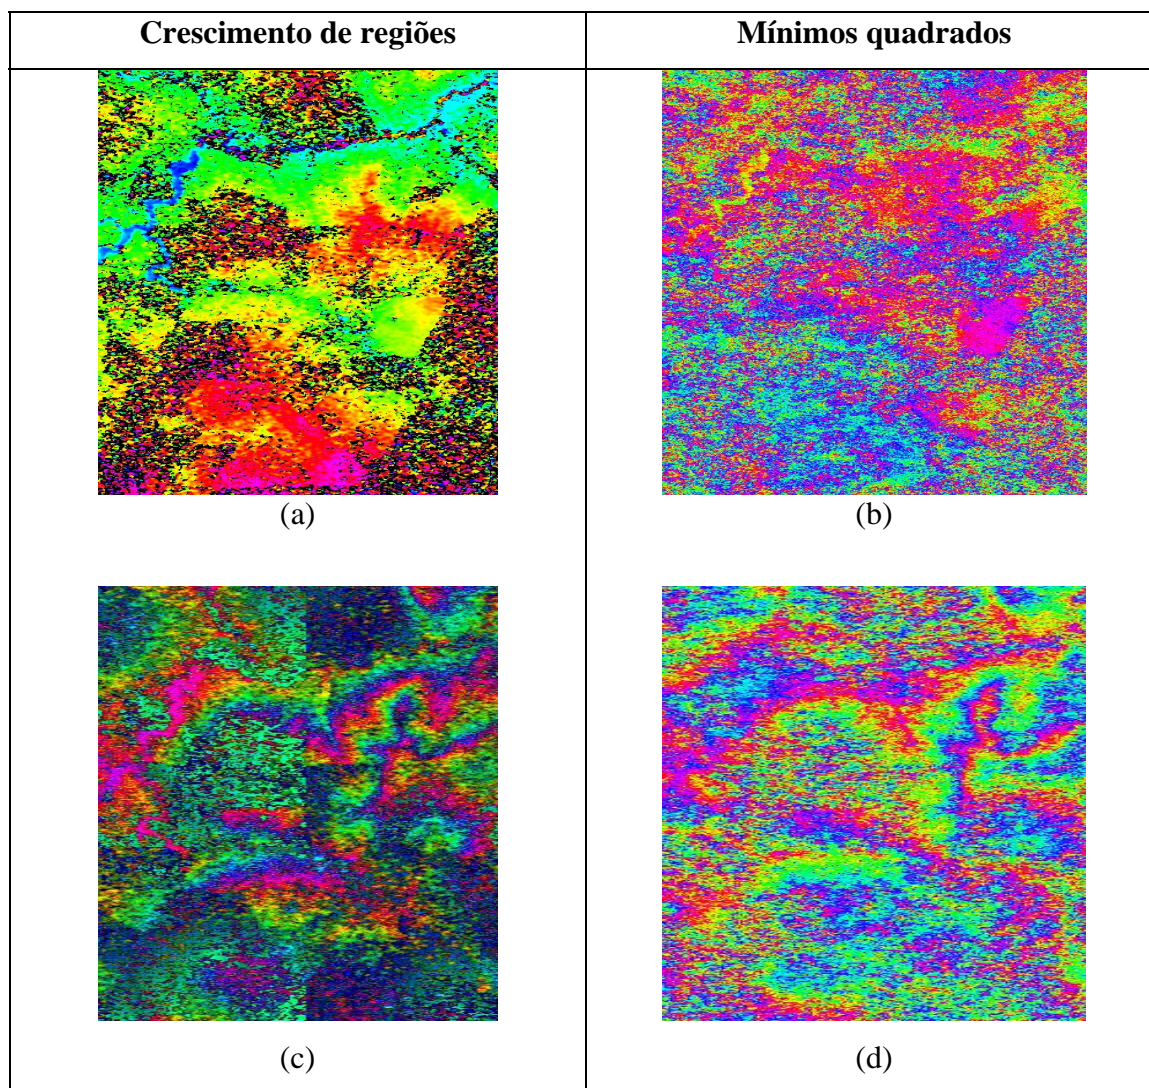 Crescimento de regiões
Mínimos quadrados
(a)
(b)
(c)
(d)